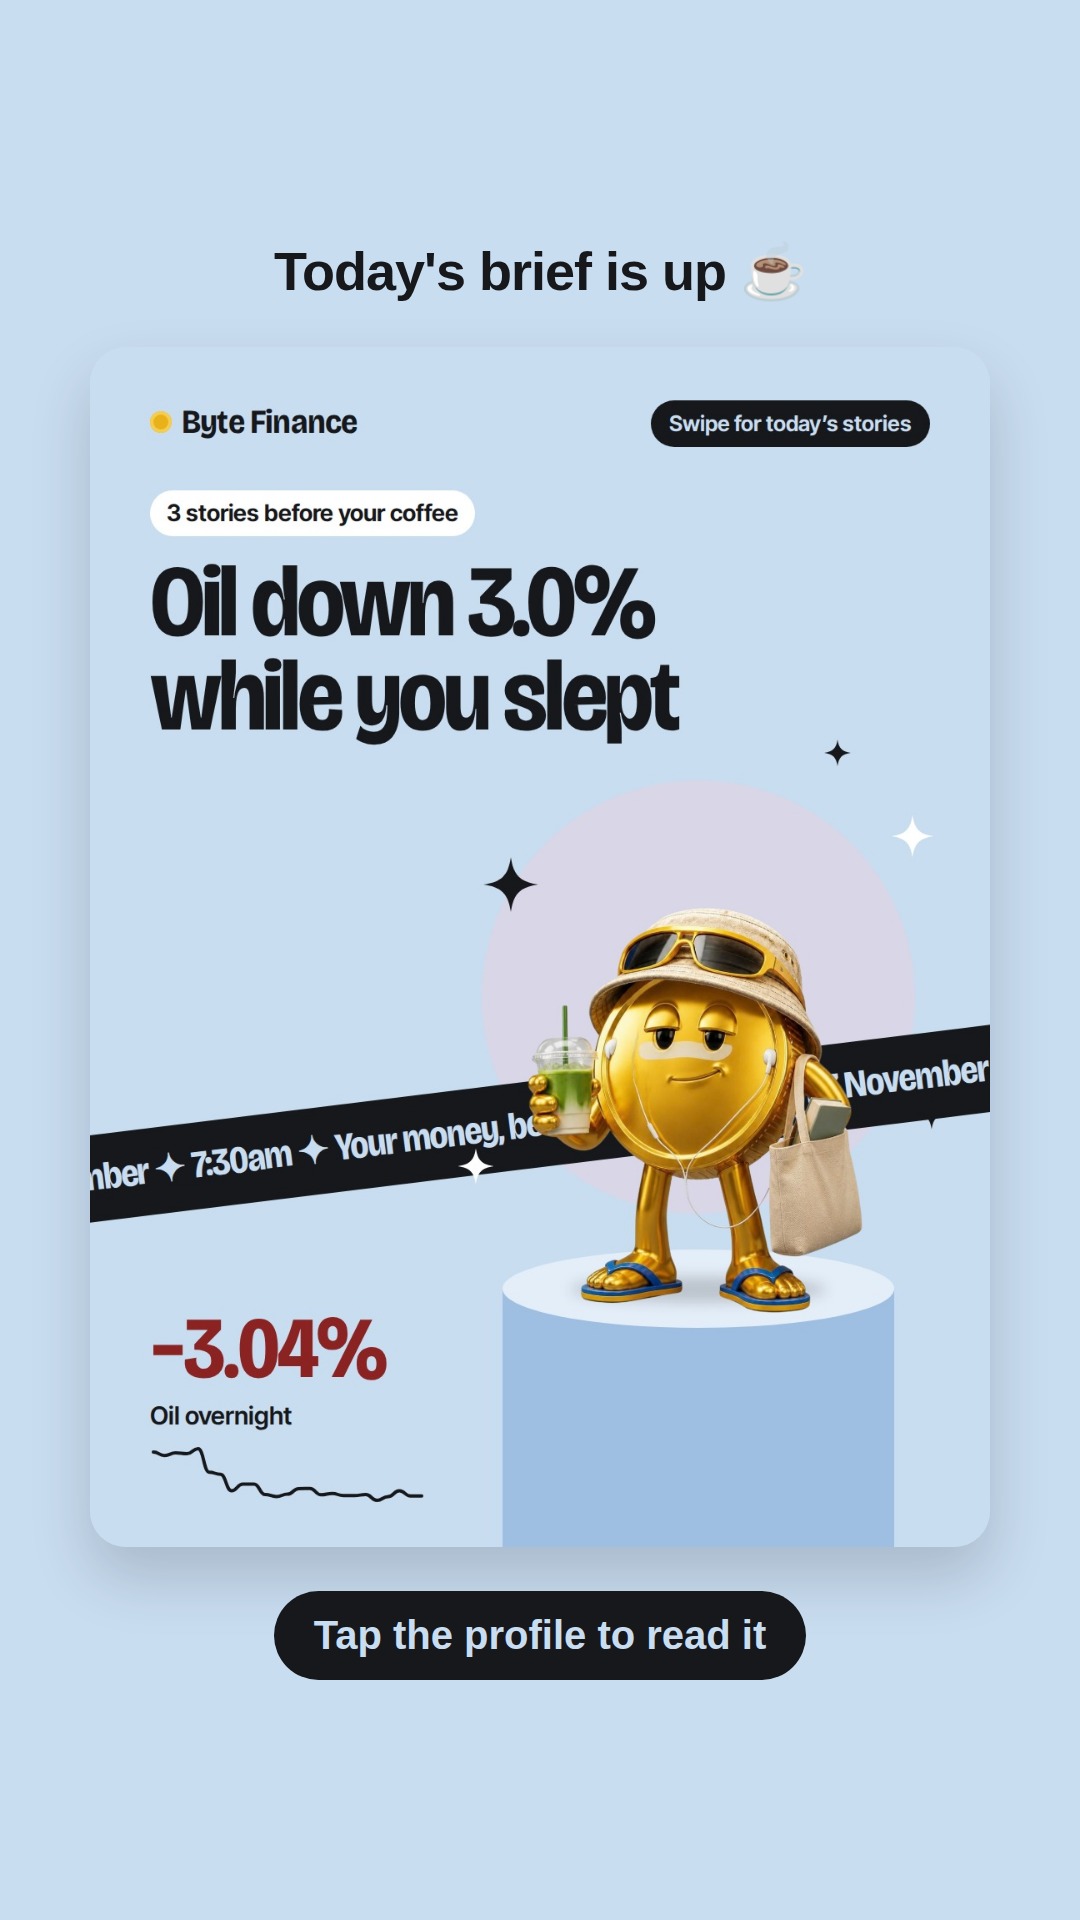 Today's brief is up ☕
Byte Finance
Swipe for today’s stories
3 stories before your coffee
Oil down 3.0%
while you slept
7:30am ✦ Your money,
November
-3.04%
Oil overnight
Tap the profile to read it